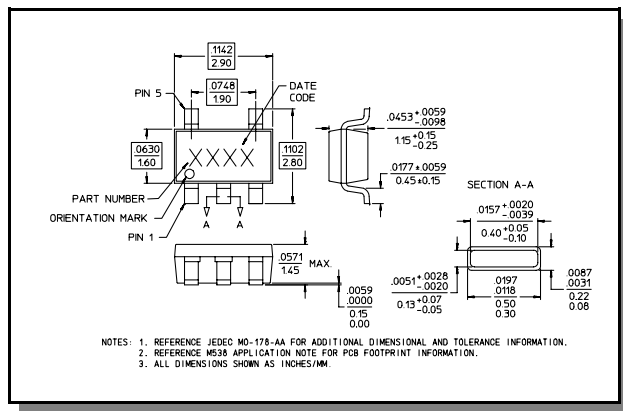 .1142
2.90
.0748
1.90
PIN 5
DATE
CODE
.0630
1.60
XXXX
.1102
2.80
PART NUMBER
ORIENTATION MARK
PIN 1
A A
.0453 +.0059
-.0098
1.15 +0.15
-0.25
.0177±.0059
0.45±0.15
SECTION A-A
.0157 +.0020
-.0039
0.40 +0.05
-0.10
.0571
1.45
MAX.
.0059
.0000
0.15
0.00
.0051 +.0028
-.0020
0.13 +0.07
-0.05
.0197
.0118
0.50
0.30
.0087
.0031
0.22
0.08
NOTES: 1. REFERENCE JEDEC MO-178-AA FOR ADDITIONAL DIMENSIONAL AND TOLERANCE INFORMATION.
2. REFERENCE M538 APPLICATION NOTE FOR PCB FOOTPRINT INFORMATION.
3. ALL DIMENSIONS SHOWN AS INCHES/MM.